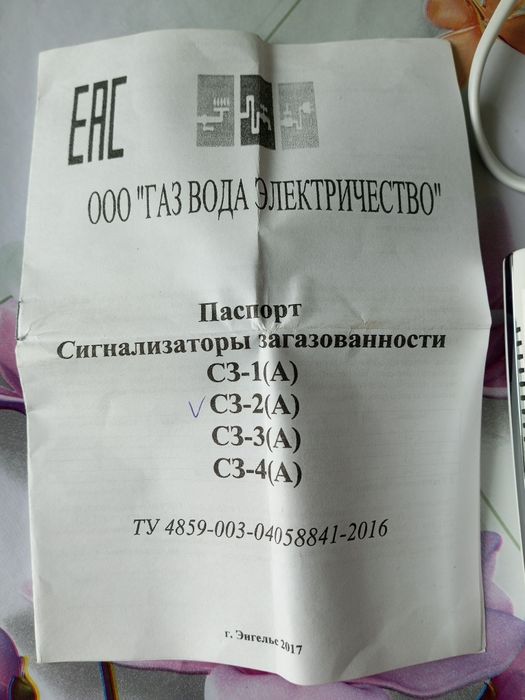 ЕАС
ООО "ГАЗ ВОДА ЭЛЕКТРИЧЕСТВО"
Паспорт
Сигнализаторы загазованности
СЗ-1(А)
СЗ-2(А)
СЗ-3(А)
СЗ-4(А)
ТУ 4859-003-04058841-2016
г. Энгельс 2017